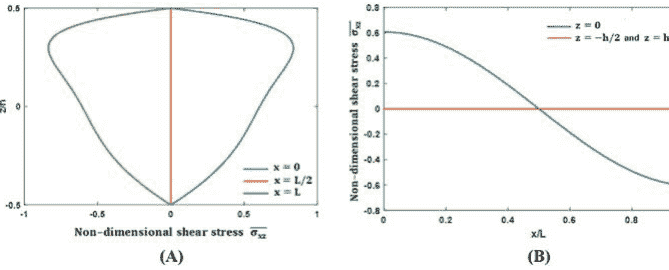 0.5
z/h
0
-0.5
x = 0
x = L/2
x = L
-1
-0.5
0
0.5
1
Non-dimensional shear stress σxz
(A)
0.8
0.6
0.4
0.2
0
-0.2
-0.4
-0.6
-0.8
Non-dimensional shear stress σxz
z = 0
z = -h/2 and z = h
0
0.2
0.4
0.6
0.8
x/L
(B)